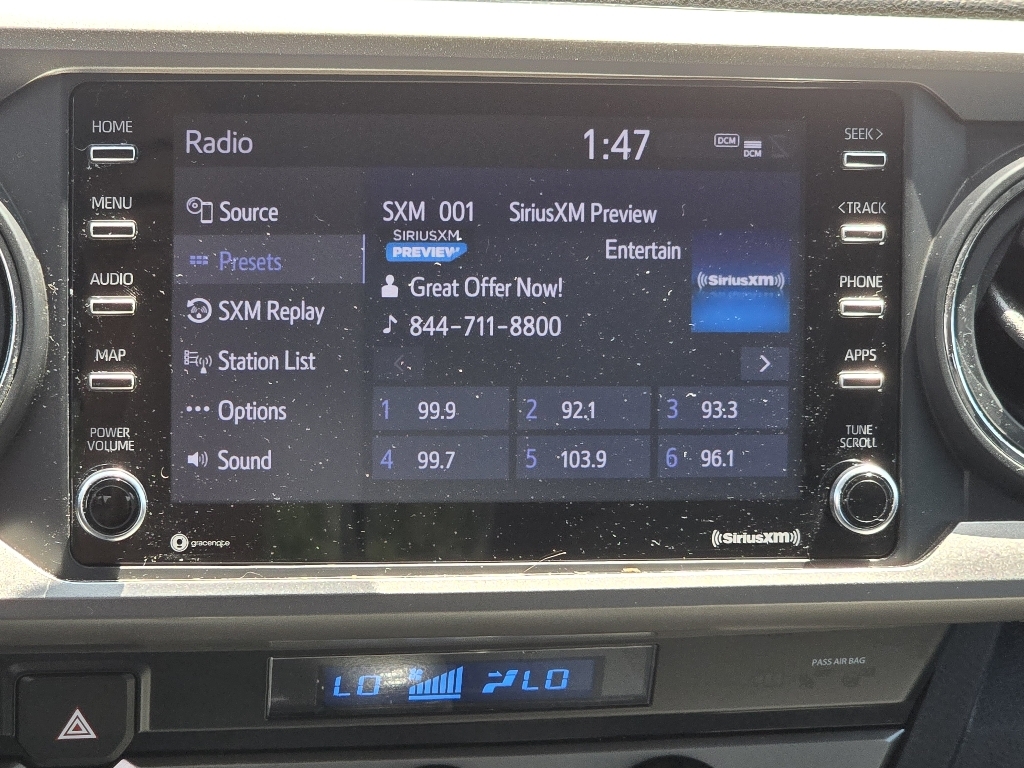 HOME
MENU
AUDIO
MAP
POWER
VOLUME
Radio
1:47
DCM
DCM
Source
Presets
SXM Replay
Station List
Options
Sound
SXM 001 SiriusXM Preview
SIRIUSXM
PREVIEW
Entertain
Great Offer Now!
844-711-8800
((SiriusXM))
1 99.9
2 92.1
3 93.3
4 99.7
5 103.9
6 96.1
SEEK >
< TRACK
PHONE
APPS
TUNE
SCROLL
gracenote
((SiriusXM))
LO LO
PASS AIR BAG